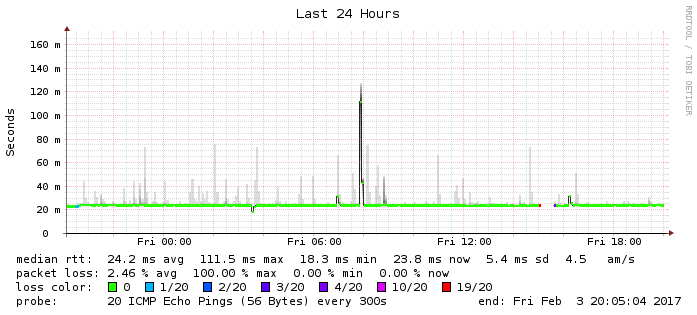 Last 24 Hours
RRDTOOL / TOBI OETIKER
Seconds
160 m
140 m
120 m
100 m
80 m
60 m
40 m
20 m
0
Fri 00:00 Fri 06:00 Fri 12:00 Fri 18:00
median rtt: 24.2 ms avg 111.5 ms max 18.3 ms min 23.8 ms now 5.4 ms sd 4.5 am/s
packet loss: 2.46 % avg 100.00 % max 0.00 % min 0.00 % now
loss color: 0 1/20 2/20 3/20 4/20 10/20 19/20
probe: 20 ICMP Echo Pings (56 Bytes) every 300s end: Fri Feb 3 20:05:04 2017